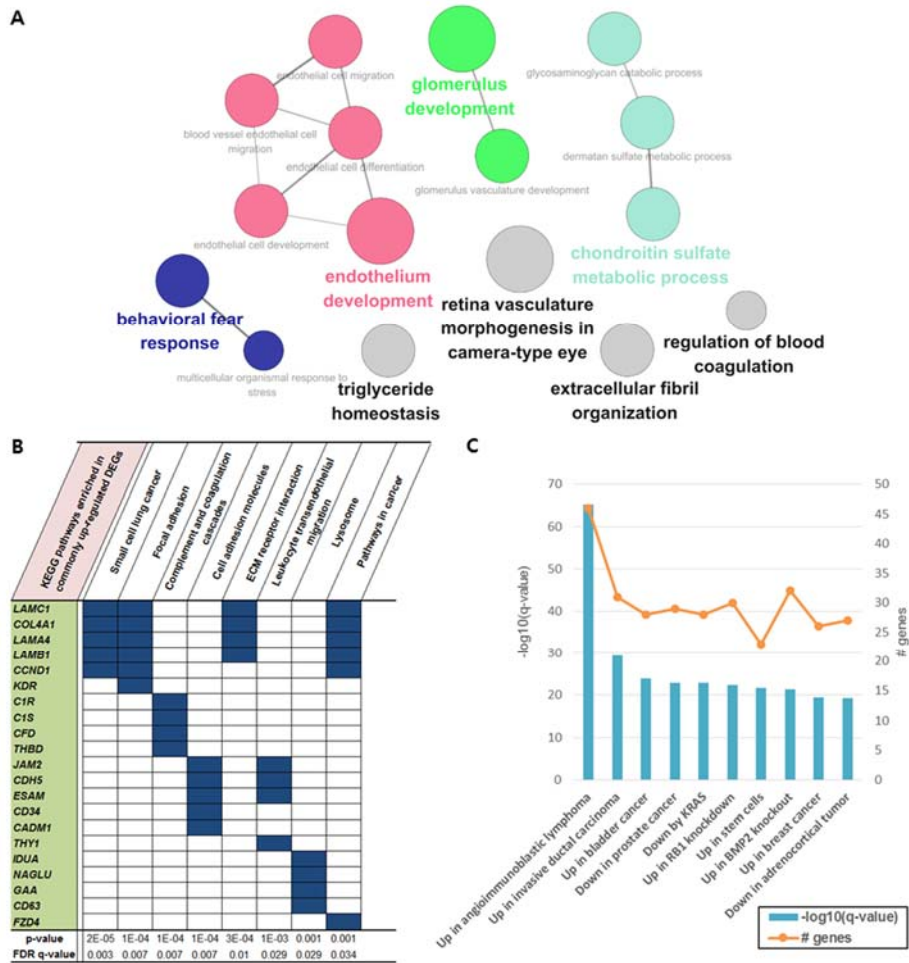 A
endothelial cell migration
blood vessel endothelial cell
migration
endothelial cell differentiation
endothelial cell development
endothelium
development
glomerulus
development
glomerulus vasculature development
glycosaminoglycan catabolic process
dermatan sulfate metabolic process
chondroitin sulfate
metabolic process
behavioral fear
response
multicellular organismal response to
stress
triglyceride
homeostasis
retina vasculature
morphogenesis in
camera-type eye
extracellular fibril
organization
regulation of blood
coagulation
B
KEGG Pathways enriched in
commonly up-regulated DEGs
Small cell lung cancer
Focal adhesion
Complement and coagulation
cascades
Cell adhesion molecules
ECM receptor interaction
Leukocyte transendothelial
migration
Lysosome
Pathways in cancer
LAMC1
COL4A1
LAMA4
LAMB1
CCND1
KDR
C1R
C1S
CFD
THBD
JAM2
CDH5
ESAM
CD34
CADM1
THY1
IDUA
NAGLU
GAA
CD63
FZD4
p-value 2E-05 1E-04 1E-04 1E-04 3E-04 1E-03 0.001 0.001
FDR q-value 0.003 0.007 0.007 0.007 0.01 0.029 0.029 0.034
C
-log10(q-value)
70
60
50
40
30
20
10
0
# genes
50
45
40
35
30
25
20
15
10
5
0
Up in angioimmunoblastic lymphoma
Up in invasive ductal carcinoma
Up in bladder cancer
Down in prostate cancer
Down by KRAS
Up in RB1 knockdown
Up in stem cells
Up in BMP2 knockout
Up in breast cancer
Down in adrenocortical tumor
-log10(q-value)
# genes